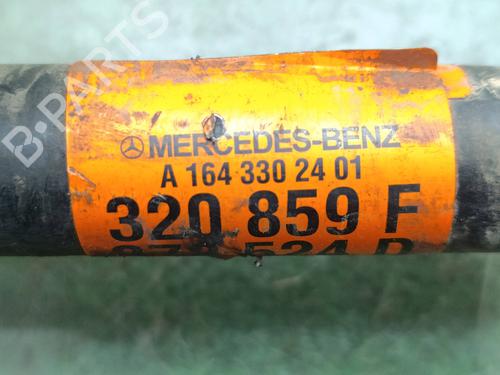 B-PARTS
MERCEDES-BENZ
A 164 330 24 01
320 859 F